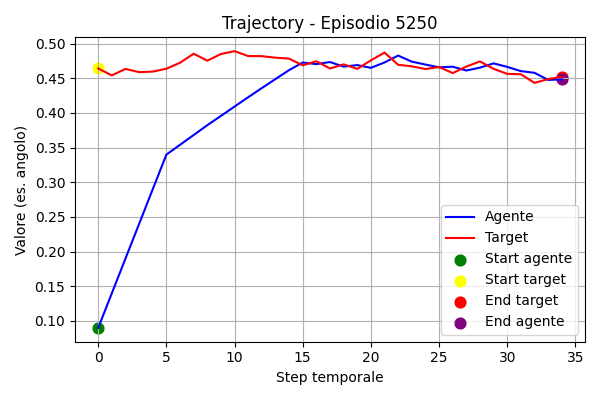 Trajectory - Episodio 5250
Valore (es. angolo)
0.50
0.45
0.40
0.35
0.30
0.25
0.20
0.15
0.10
Agente
Target
Start agente
Start target
End target
End agente
0 5 10 15 20 25 30 35
Step temporale